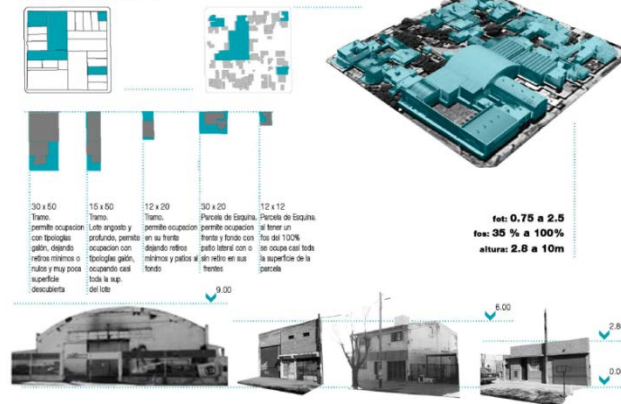 30 x 50
Tramo.
permite ocupacion
con tipologias
galón, dejando
retiros minimos o
nulos y muy poca
superficie
descubierta
15 x 50
Tramo.
Lote angosto y
profundo, permite
ocupacion con
tipologias galón,
ocupando casi
toda la sup.
del lote
12 x 20
Tramo.
permite ocupacion
en su frente
dejando retiros
minimos y patios al
fondo
30 x 20
Parcela de Esquina.
permite ocupacion
frente y fondo con
patio lateral con o
sin retiro en sus
frentes
12 x 12
Parcela de Esquina.
al tener un
fos del 100%
se ocupa casi toda
la superficie de la
parcela
fot: 0.75 a 2.5
fos: 35 % a 100%
altura: 2.8 a 10m
9.00
6.00
2.8
0.0